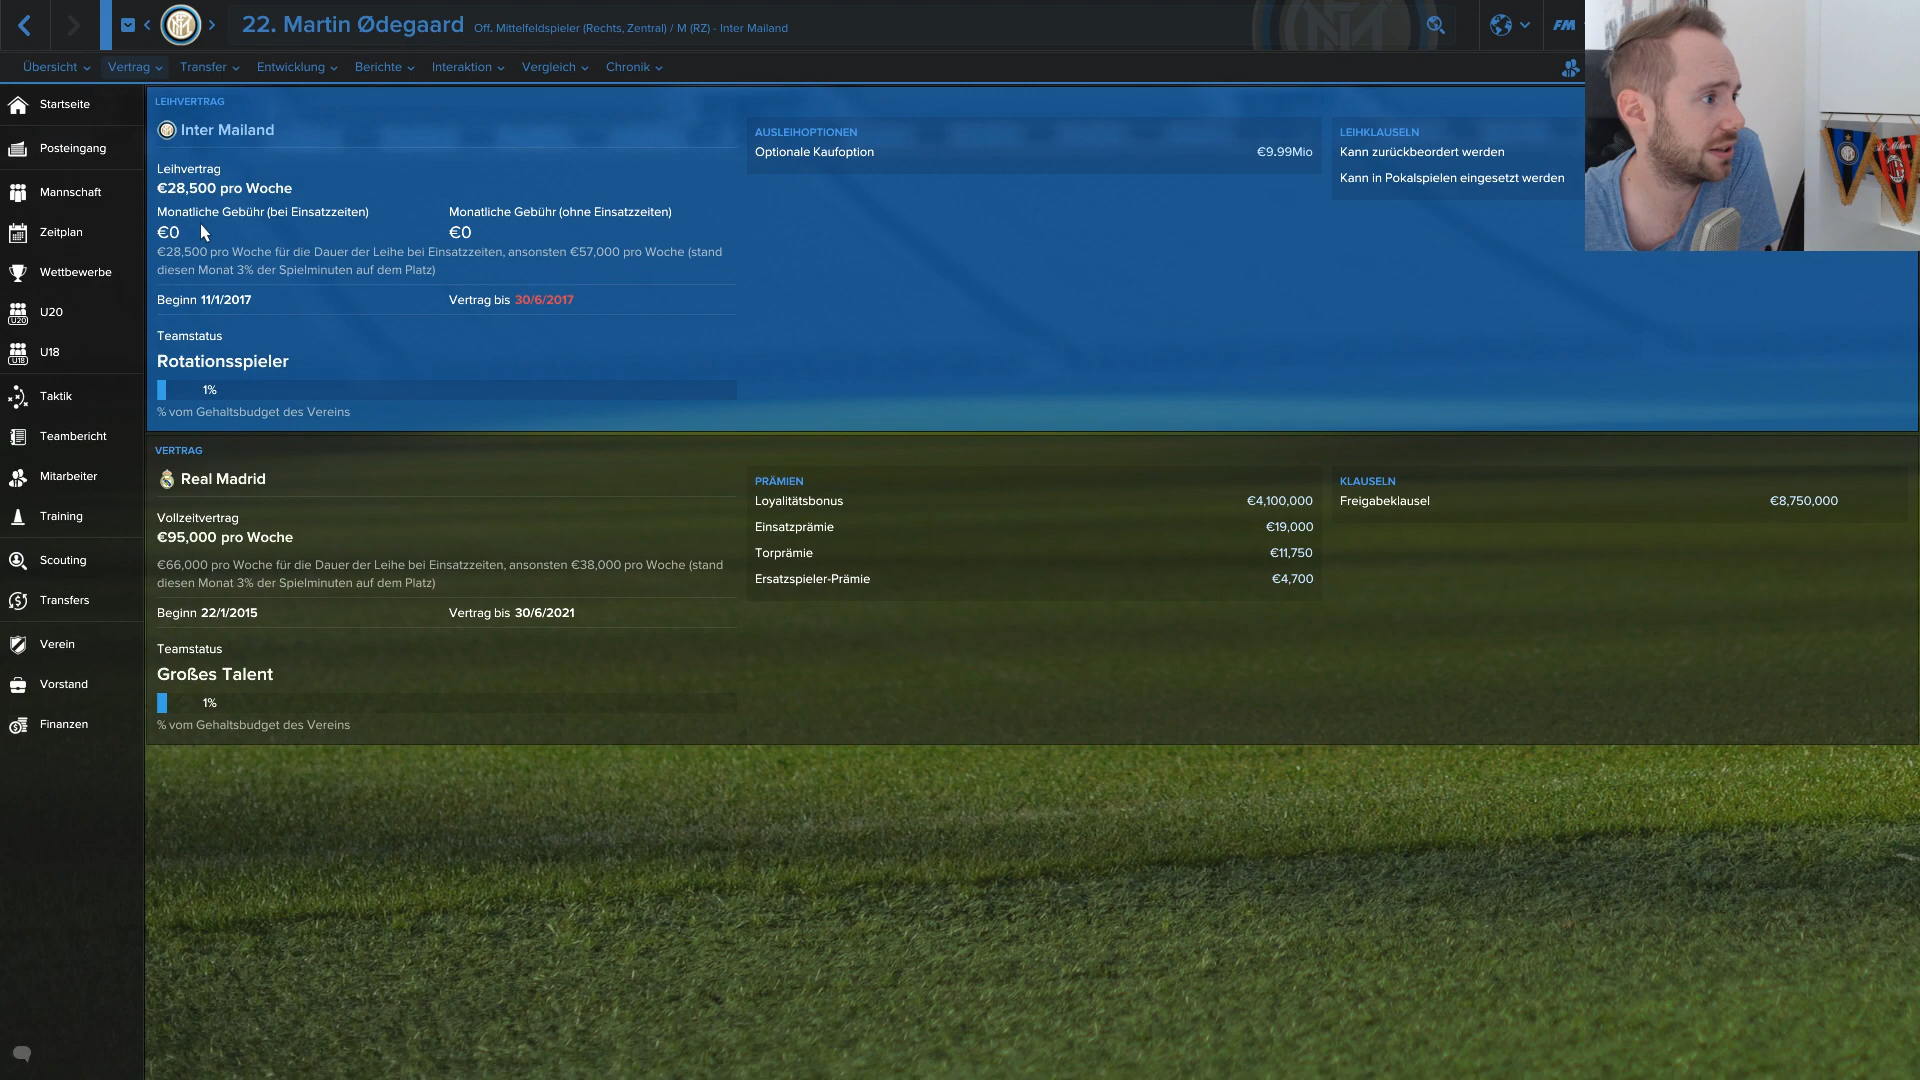 22. Martin Ødegaard Off. Mittelfeldspieler (Rechts, Zentral) / M (RZ) - Inter Mailand
FM
Übersicht Vertrag Transfer Entwicklung Berichte Interaktion Vergleich Chronik
Startseite
Posteingang
Mannschaft
Zeitplan
Wettbewerbe
U20
U18
Taktik
Teambericht
Mitarbeiter
Training
Scouting
Transfers
Verein
Vorstand
Finanzen
LEIHVERTRAG
Inter Mailand
Leihvertrag
€28,500 pro Woche
Monatliche Gebühr (bei Einsatzzeiten) Monatliche Gebühr (ohne Einsatzzeiten)
€0 €0
€28,500 pro Woche für die Dauer der Leihe bei Einsatzzeiten, ansonsten €57,000 pro Woche (stand
diesen Monat 3% der Spielminuten auf dem Platz)
Beginn 11/1/2017 Vertrag bis 30/6/2017
Teamstatus
Rotationsspieler
1%
% vom Gehaltsbudget des Vereins
AUSLEIHOPTIONEN
Optionale Kaufoption €9.99Mio
LEIHKLAUSELN
Kann zurückbeordert werden
Kann in Pokalspielen eingesetzt werden
VERTRAG
Real Madrid
Vollzeitvertrag
€95,000 pro Woche
€66,000 pro Woche für die Dauer der Leihe bei Einsatzzeiten, ansonsten €38,000 pro Woche (stand
diesen Monat 3% der Spielminuten auf dem Platz)
Beginn 22/1/2015 Vertrag bis 30/6/2021
Teamstatus
Großes Talent
1%
% vom Gehaltsbudget des Vereins
PRÄMIEN
Loyalitätsbonus €4,100,000
Einsatzprämie €19,000
Torprämie €11,750
Ersatzspieler-Prämie €4,700
KLAUSELN
Freigabeklausel €8,750,000